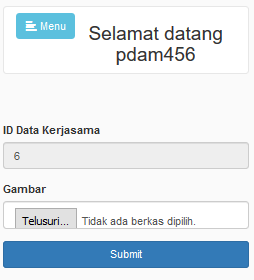 Menu
Selamat datang
pdam456
ID Data Kerjasama
6
Gambar
Telusuri... Tidak ada berkas dipilih.
Submit